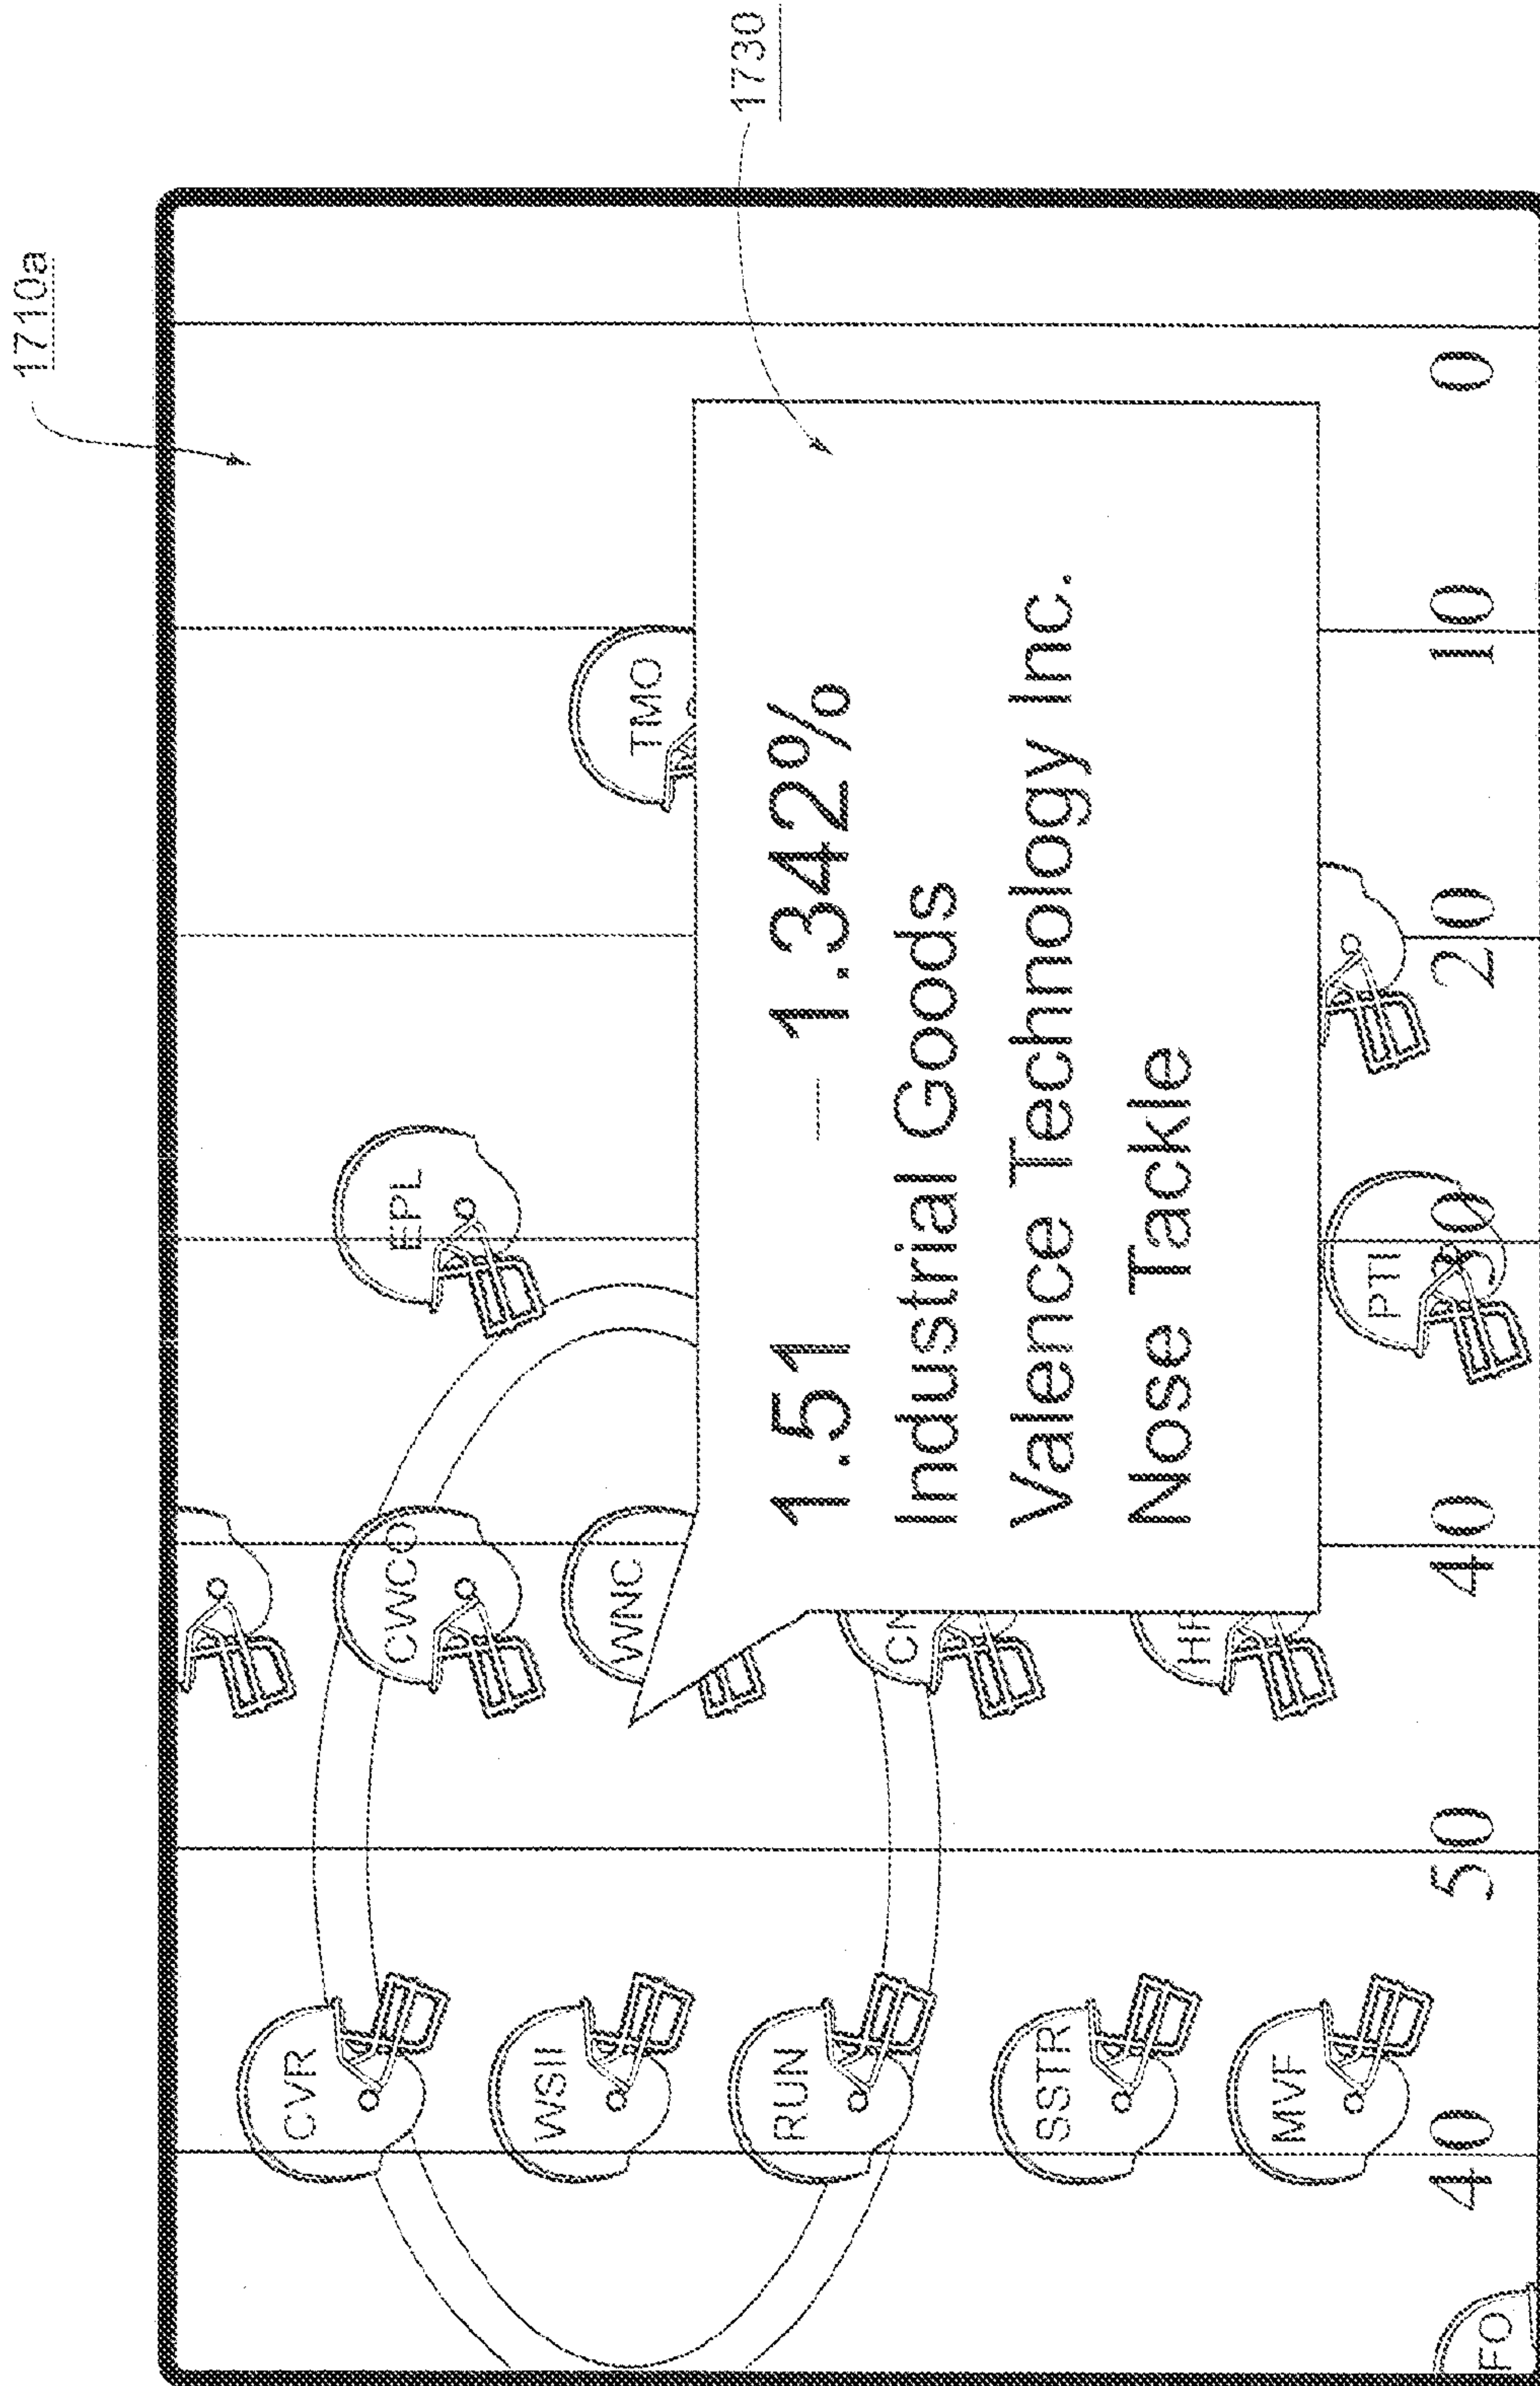 1710a
1730
CVR
CWCO
EPL
WSII
WNC
TMO
RUN
1.51 — 1.342%
Industrial Goods
Valence Technology Inc.
Nose Tackle
SSTR
MVF
PTI
FO
40 50 40 30 20 10 0